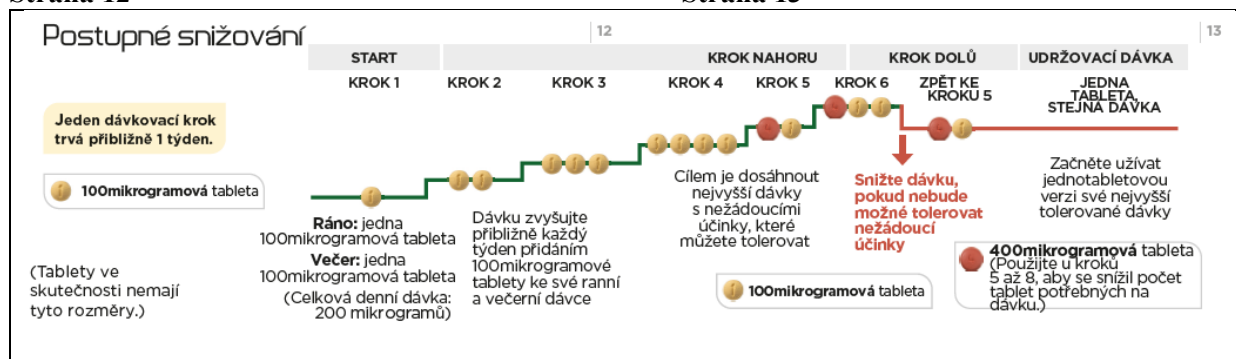 Strana 12
Strana 13
Postupné snižování
12
13
START
KROK NAHORU
KROK DOLŮ
UDRŽOVACÍ DÁVKA
KROK 1
KROK 2
KROK 3
KROK 4
KROK 5
KROK 6
ZPĚT KE
KROKU 5
JEDNA
TABLETA,
STEJNÁ DÁVKA
Jeden dávkovací krok
trvá přibližně 1 týden.
100mikrogramová tableta
(Tablety ve
skutečnosti nemají
tyto rozměry.)
Ráno: jedna
100mikrogramová tableta
Večer: jedna
100mikrogramová tableta
(Celková denní dávka:
200 mikrogramů)
Dávku zvyšujte
přibližně každý
týden přidáním
100mikrogramové
tablety ke své ranní
a večerní dávce
Cílem je dosáhnout
nejvyšší dávky
s nežádoucími
účinky, které
můžete tolerovat
100mikrogramová tableta
Snižte dávku,
pokud nebude
možné tolerovat
nežádoucí
účinky
Začněte užívat
jednotabletovou
verzi své nejvyšší
tolerované dávky
400mikrogramová tableta
(Použijte u kroků
5 až 8, aby se snížil počet
tablet potřebných na
dávku.)